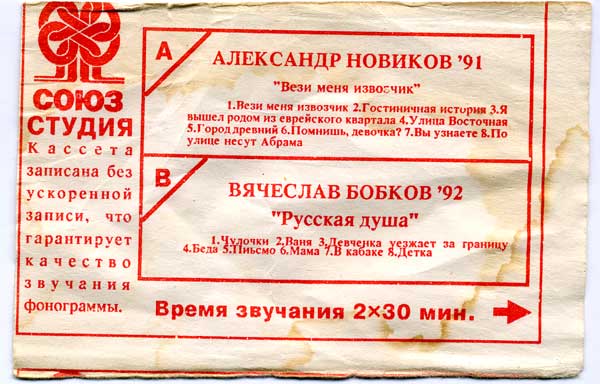 СОЮЗ
СТУДИЯ
Кассета
записана без
ускоренной
записи, что
гарантирует
качество
звучания
фонограммы.
А
АЛЕКСАНДР НОВИКОВ '91
"Вези меня извозчик"
1.Вези меня извозчик 2.Гостиничная история 3.Я
вышел родом из еврейского квартала 4.Улица Восточная
5.Город древний 6.Помнишь, девочка? 7.Вы узнаете 8.По
улице несут Абрама
В
ВЯЧЕСЛАВ БОБКОВ '92
"Русская душа"
1.Чулочки 2.Ваня 3.Девченка уезжает за границу
4.Беда 5.Письмо 6.Мама 7.В кабаке 8.Детка
Время звучания 2×30 мин.